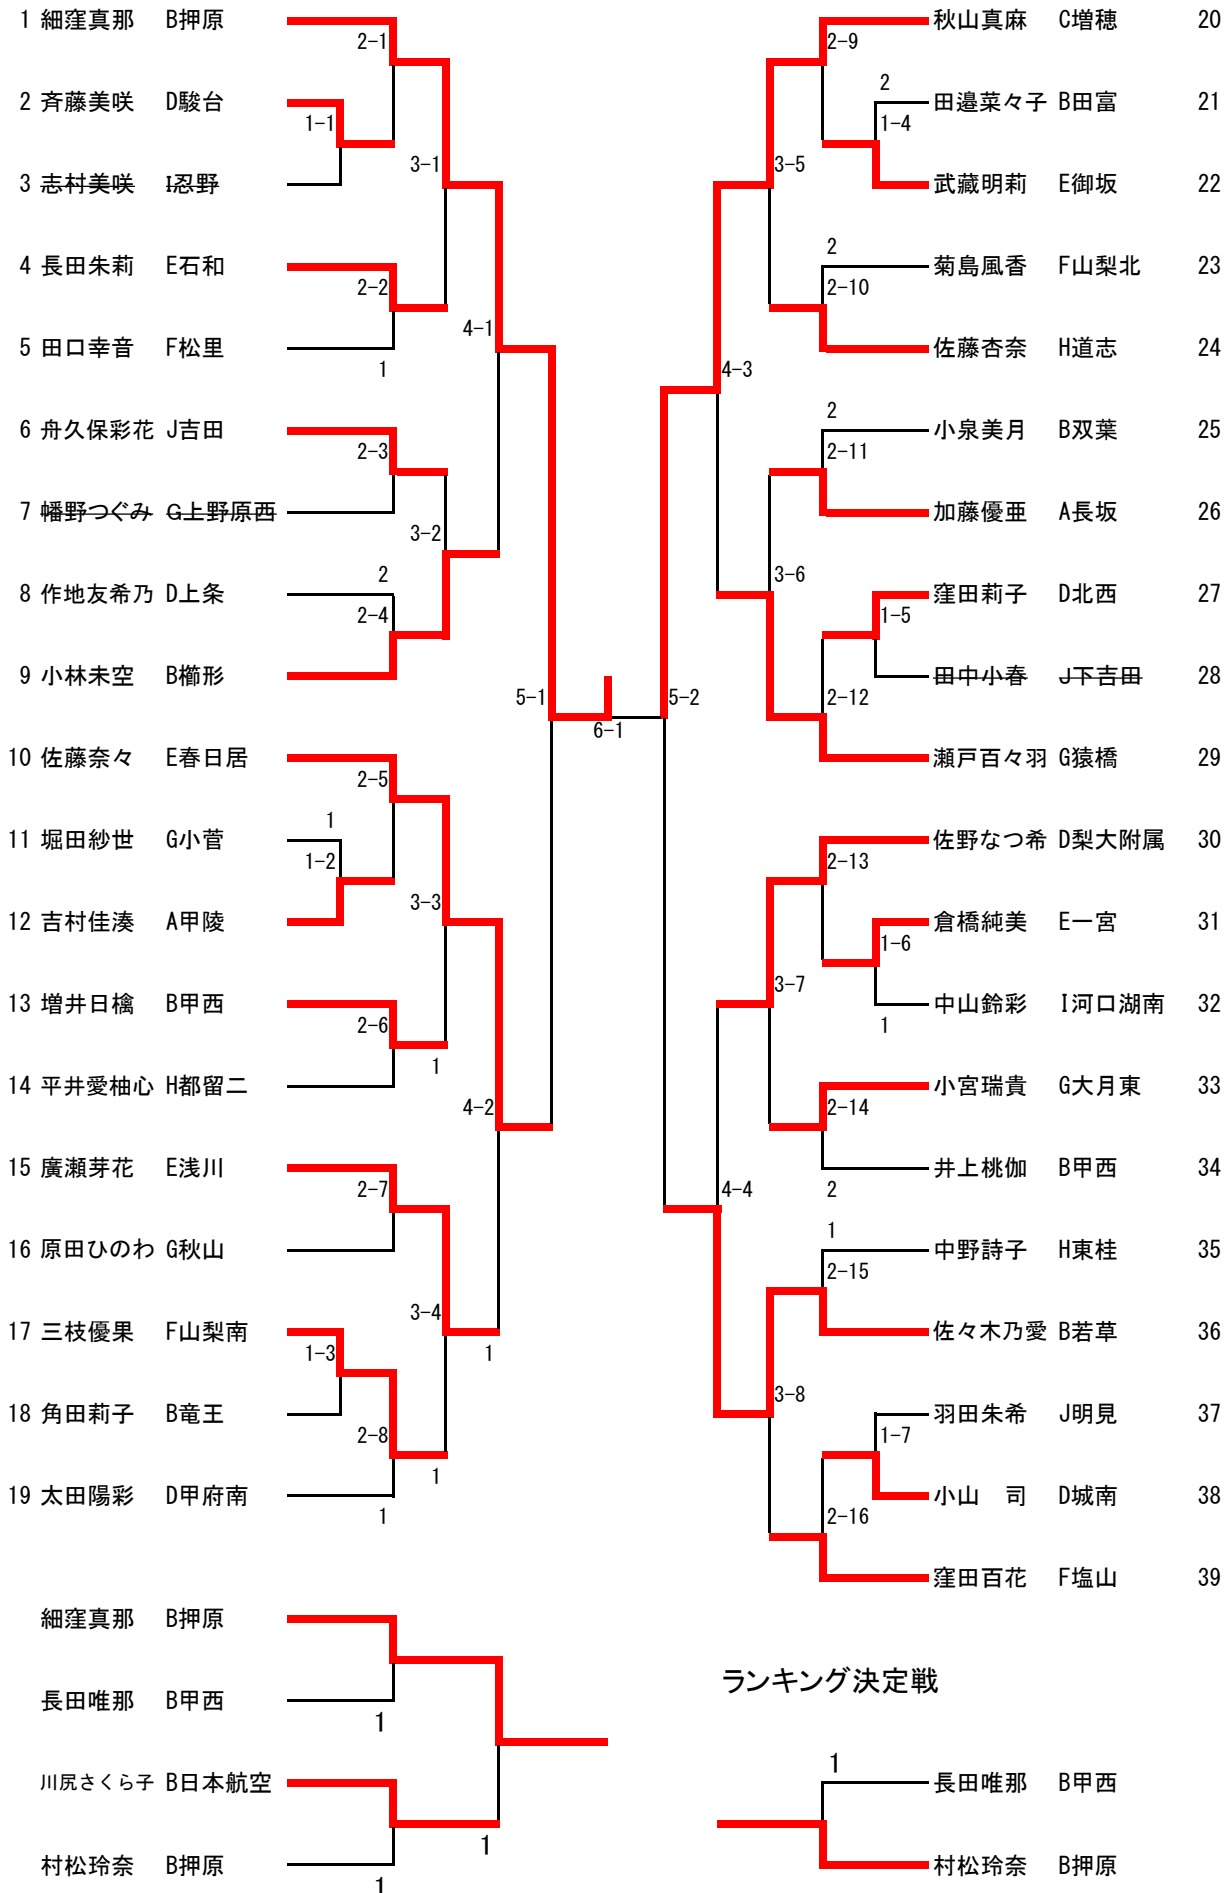 1 細窪真那 B押原
2-1
2 斉藤美咲 D駿台
1-1
3 志村美咲 I忍野
3-1
4 長田朱莉 E石和
2-2
5 田口幸音 F松里
1
4-1
6 舟久保彩花 J吉田
2-3
7 幡野つぐみ G上野原西
3-2
8 作地友希乃 D上条
2
2-4
9 小林未空 B櫛形
5-1
6-1
10 佐藤奈々 E春日居
2-5
11 堀田紗世 G小菅
1
1-2
12 吉村佳湊 A甲陵
3-3
13 増井日檎 B甲西
2-6
1
14 平井愛柚心 H都留二
4-2
15 廣瀬芽花 E浅川
2-7
16 原田ひのわ G秋山
3-4
1
17 三枝優果 F山梨南
1-3
18 角田莉子 B竜王
2-8
1
19 太田陽彩 D甲府南
1
秋山真麻 C増穂 20
2-9
2
田邉菜々子 B田富 21
1-4
3-5
武藏明莉 E御坂 22
2
菊島風香 F山梨北 23
2-10
佐藤杏奈 H道志 24
4-3
2
小泉美月 B双葉 25
2-11
加藤優亜 A長坂 26
3-6
窪田莉子 D北西 27
1-5
田中小春 J下吉田 28
2-12
5-2
瀬戸百々羽 G猿橋 29
佐野なつ希 D梨大附属 30
2-13
倉橋純美 E一宮 31
1-6
3-7
中山鈴彩 I河口湖南 32
1
小宮瑞貴 G大月東 33
2-14
井上桃伽 B甲西 34
2
4-4
1
中野詩子 H東桂 35
2-15
佐々木乃愛 B若草 36
3-8
羽田朱希 J明見 37
1-7
小山 司 D城南 38
2-16
窪田百花 F塩山 39
細窪真那 B押原
長田唯那 B甲西
1
川尻さくら子 B日本航空
1
村松玲奈 B押原
1
ランキング決定戦
1
長田唯那 B甲西
村松玲奈 B押原